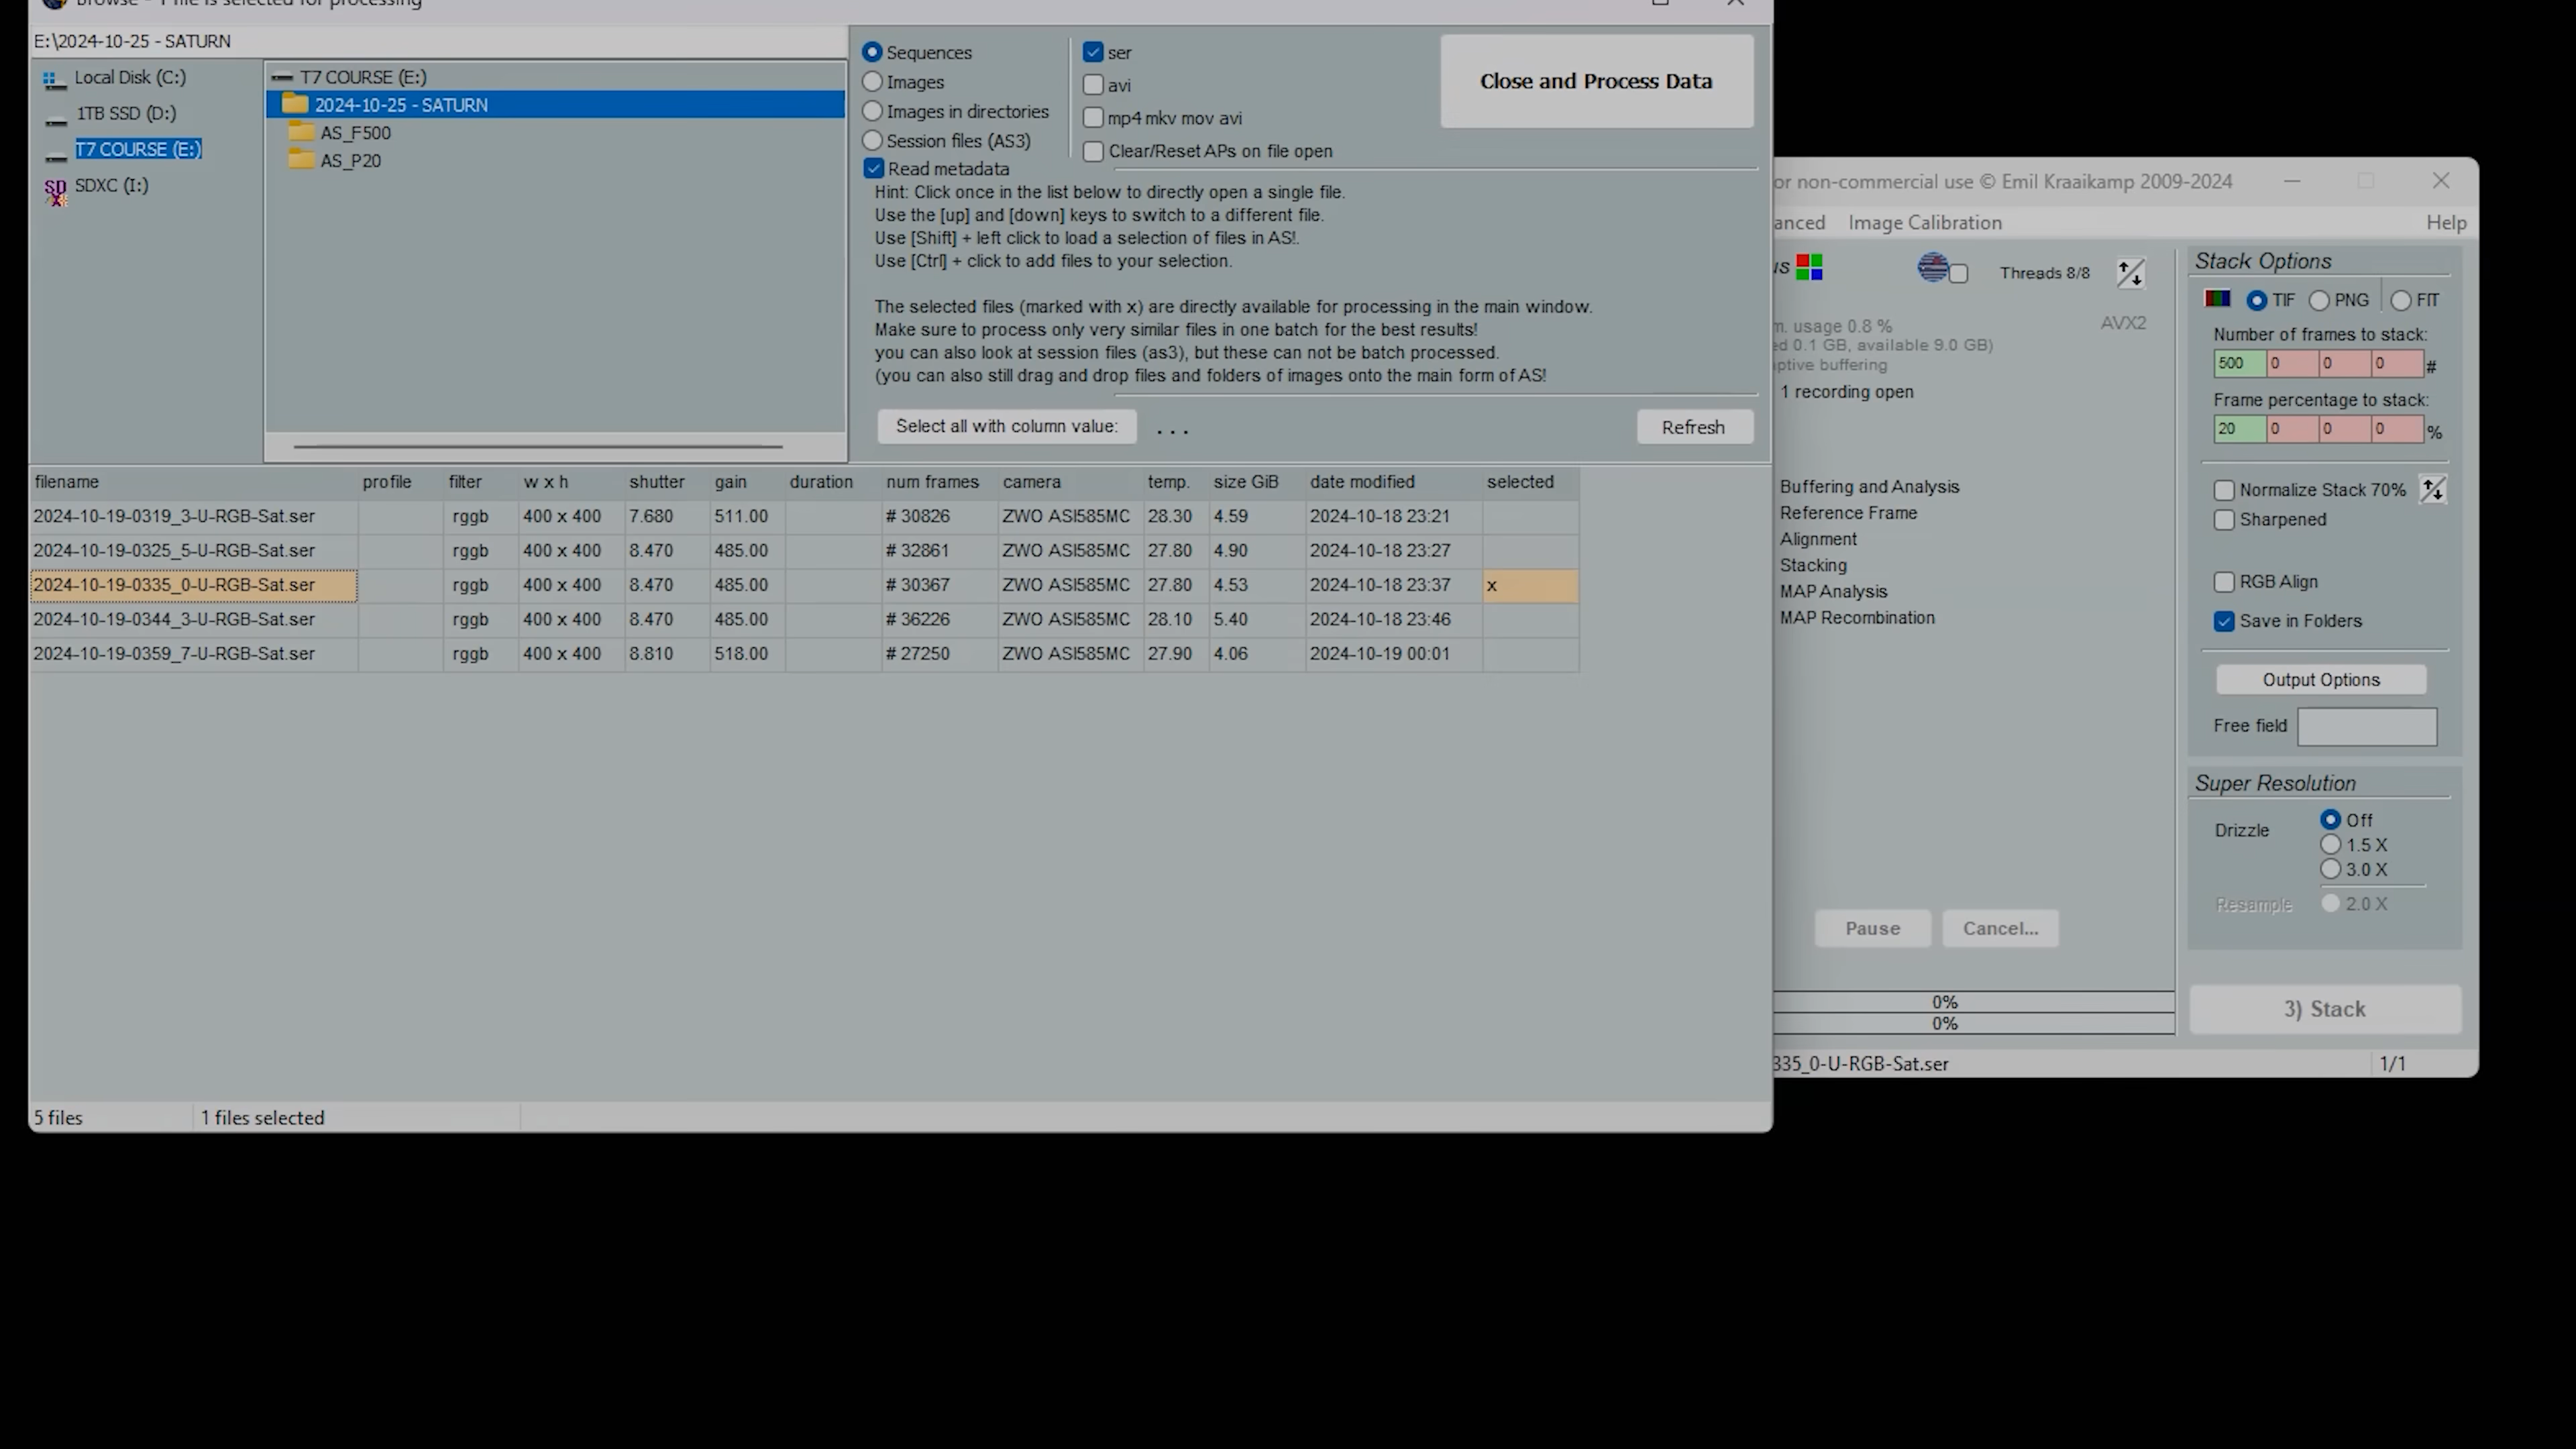 Browse - 1 file is selected for processing
E:\2024-10-25 - SATURN
Local Disk (C:)
1TB SSD (D:)
T7 COURSE (E:)
SDXC (I:)
T7 COURSE (E:)
2024-10-25 - SATURN
AS_F500
AS_P20
Sequences
Images
Images in directories
Session files (AS3)
Read metadata
ser
avi
mp4 mkv mov avi
Clear/Reset APs on file open
Close and Process Data
Hint: Click once in the list below to directly open a single file.
Use the [up] and [down] keys to switch to a different file.
Use [Shift] + left click to load a selection of files in AS!.
Use [Ctrl] + click to add files to your selection.
The selected files (marked with x) are directly available for processing in the main window.
Make sure to process only very similar files in one batch for the best results!
you can also look at session files (as3), but these can not be batch processed.
(you can also still drag and drop files and folders of images onto the main form of AS!
Select all with column value: ... Refresh
filename profile filter w x h shutter gain duration num frames camera temp. size GiB date modified selected
2024-10-19-0319_3-U-RGB-Sat.ser rggb 400 x 400 7.680 511.00 # 30826 ZWO ASI585MC 28.30 4.59 2024-10-18 23:21
2024-10-19-0325_5-U-RGB-Sat.ser rggb 400 x 400 8.470 485.00 # 32861 ZWO ASI585MC 27.80 4.90 2024-10-18 23:27
2024-10-19-0335_0-U-RGB-Sat.ser rggb 400 x 400 8.470 485.00 # 30367 ZWO ASI585MC 27.80 4.53 2024-10-18 23:37 x
2024-10-19-0344_3-U-RGB-Sat.ser rggb 400 x 400 8.470 485.00 # 36226 ZWO ASI585MC 28.10 5.40 2024-10-18 23:46
2024-10-19-0359_7-U-RGB-Sat.ser rggb 400 x 400 8.810 518.00 # 27250 ZWO ASI585MC 27.90 4.06 2024-10-19 00:01
5 files 1 files selected
or non-commercial use © Emil Kraaikamp 2009-2024
anced Image Calibration Help
us Threads 8/8
AVX2
m. usage 0.8 %
ed 0.1 GB, available 9.0 GB)
aptive buffering
1 recording open
Buffering and Analysis
Reference Frame
Alignment
Stacking
MAP Analysis
MAP Recombination
Pause Cancel...
0%
0%
335_0-U-RGB-Sat.ser 1/1
Stack Options
TIF PNG FIT
Number of frames to stack:
500 0 0 0 #
Frame percentage to stack:
20 0 0 0 %
Normalize Stack 70%
Sharpened
RGB Align
Save in Folders
Output Options
Free field
Super Resolution
Drizzle
Off
1.5 X
3.0 X
Resample 2.0 X
3) Stack